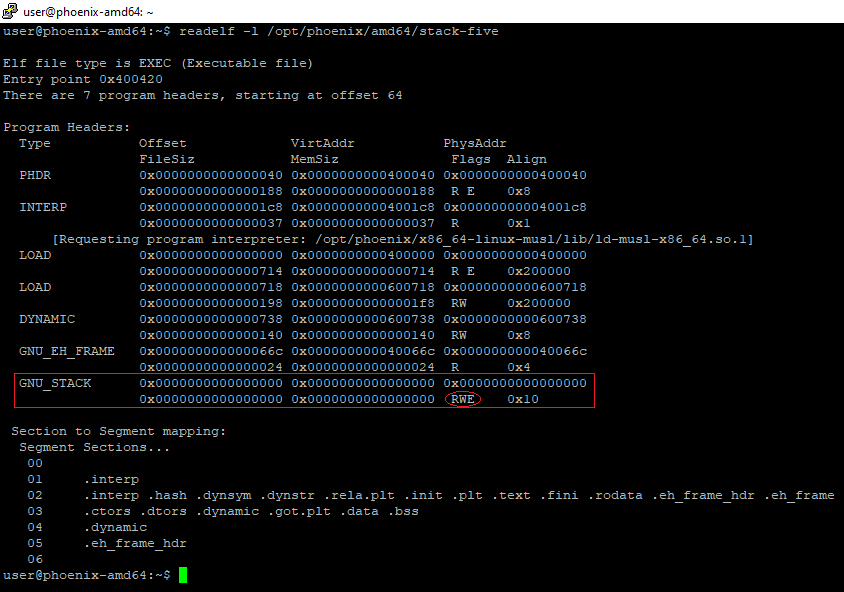 user@phoenix-amd64: ~
user@phoenix-amd64:~$ readelf -l /opt/phoenix/amd64/stack-five
Elf file type is EXEC (Executable file)
Entry point 0x400420
There are 7 program headers, starting at offset 64
Program Headers:
  Type           Offset             VirtAddr           PhysAddr
                 FileSiz            MemSiz              Flags  Align
  PHDR           0x0000000000000040 0x0000000000400040 0x0000000000400040
                 0x0000000000000188 0x0000000000000188  R E    0x8
  INTERP         0x00000000000001c8 0x00000000004001c8 0x00000000004001c8
                 0x0000000000000037 0x0000000000000037  R      0x1
      [Requesting program interpreter: /opt/phoenix/x86_64-linux-musl/lib/ld-musl-x86_64.so.1]
  LOAD           0x0000000000000000 0x0000000000400000 0x0000000000400000
                 0x0000000000000714 0x0000000000000714  R E    0x200000
  LOAD           0x0000000000000718 0x0000000000600718 0x0000000000600718
                 0x0000000000000198 0x00000000000001f8  RW     0x200000
  DYNAMIC        0x0000000000000738 0x0000000000600738 0x0000000000600738
                 0x0000000000000140 0x0000000000000140  RW     0x8
  GNU_EH_FRAME   0x000000000000066c 0x000000000040066c 0x000000000040066c
                 0x0000000000000024 0x0000000000000024  R      0x4
  GNU_STACK      0x0000000000000000 0x0000000000000000 0x0000000000000000
                 0x0000000000000000 0x0000000000000000  RWE    0x10
 Section to Segment mapping:
  Segment Sections...
   00
   01     .interp
   02     .interp .hash .dynsym .dynstr .rela.plt .init .plt .text .fini .rodata .eh_frame_hdr .eh_frame
   03     .ctors .dtors .dynamic .got.plt .data .bss
   04     .dynamic
   05     .eh_frame_hdr
   06
user@phoenix-amd64:~$